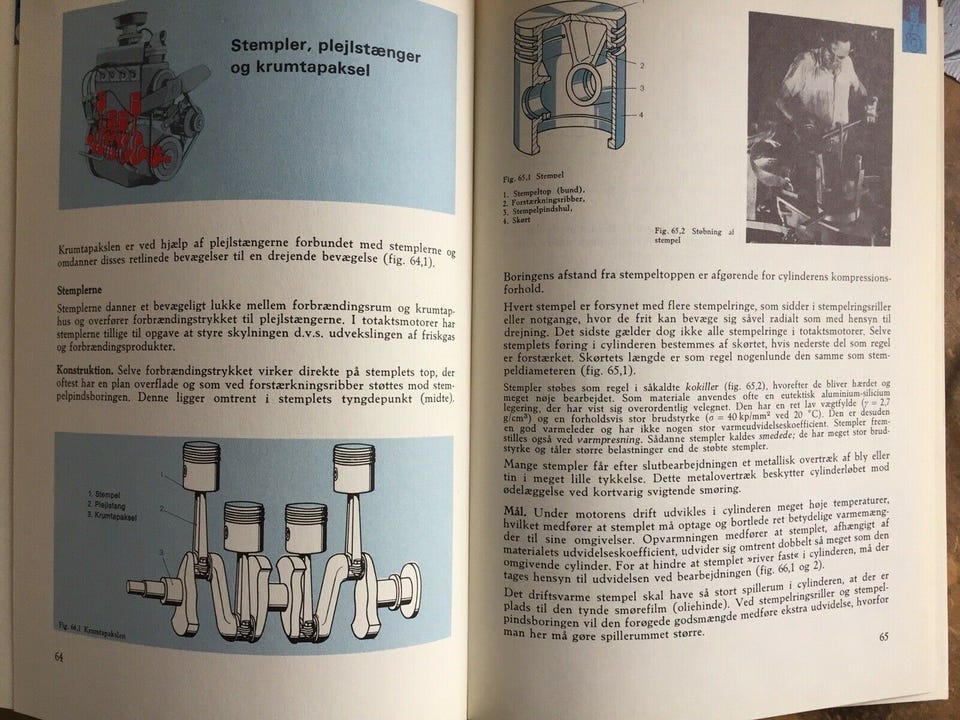 Stempler, plejlstænger
og krumtapaksel
Krumtapakslen er ved hjælp af plejlstængerne forbundet med stemplerne og
omdanner disses retlinede bevægelser til en drejende bevægelse (fig. 64,1).
Stemplerne
Stemplerne danner et bevægeligt lukke mellem forbrændingsrum og krumtap-
hus og overfører forbrændingstrykket til plejlstængerne. I totaktsmotorer har
stemplerne tillige til opgave at styre skylningen d.v.s. udvekslingen af friskgas
og forbrændingsprodukter.
Konstruktion. Selve forbrændingstrykket virker direkte på stemplets top, der
oftest har en plan overflade og som ved forstærkningsribber støttes mod stem-
pelpindsboringen. Denne ligger omtrent i stemplets tyngdepunkt (midte).
1. Stempel
2. Plejlstang
3. Krumtapaksel
1
2
3
Fig. 64,1 Krumtapakslen
64
1
2
3
4
Fig. 65,1 Stempel
1. Stempeltop (bund),
2. Forstærkningsribber,
3. Stempelpindshul,
4. Skørt
Fig. 65,2 Støbning af
stempel
Boringens afstand fra stempeltoppen er afgørende for cylinderens kompressions-
forhold.
Hvert stempel er forsynet med flere stempelringe, som sidder i stempelringsriller
eller notgange, hvor de frit kan bevæge sig såvel radialt som med hensyn til
drejning. Det sidste gælder dog ikke alle stempelringe i totaktsmotorer. Selve
stemplets føring i cylinderen bestemmes af skørtet, hvis nederste del som regel
er forstærket. Skørtets længde er som regel nogenlunde den samme som stem-
peldiameteren (fig. 65,1).
Stempler støbes som regel i såkaldte kokiller (fig. 65,2), hvorefter de bliver hærdet og
meget nøje bearbejdet. Som materiale anvendes ofte en eutektisk aluminium-silicium
legering, der har vist sig overordentlig velegnet. Den har en ret lav vægtfylde (γ = 2,7
g/cm³) og en forholdsvis stor brudstyrke (σ = 40 kp/mm² ved 20 °C). Den er desuden
en god varmeleder og har ikke nogen stor varmeudvidelseskoefficient. Stempler frem-
stilles også ved varmpresning. Sådanne stempler kaldes smedede; de har meget stor brud-
styrke og tåler større belastninger end de støbte stempler.
Mange stempler får efter slutbearbejdningen et metallisk overtræk af bly eller
tin i meget lille tykkelse. Dette metalovertræk beskytter cylinderløbet mod
ødelæggelse ved kortvarig svigtende smøring.
Mål. Under motorens drift udvikles i cylinderen meget høje temperaturer,
hvilket medfører at stemplet må optage og bortlede ret betydelige varmemæng-
der til sine omgivelser. Opvarmningen medfører at stemplet, afhængigt af
materialets udvidelseskoefficient, udvider sig omtrent dobbelt så meget som den
omgivende cylinder. For at hindre at stemplet »river fast« i cylinderen, må der
tages hensyn til udvidelsen ved bearbejdningen (fig. 66,1 og 2).
Det driftsvarme stempel skal have så stort spillerum i cylinderen, at der er
plads til den tynde smørefilm (oliehinde). Ved stempelringsriller og stempel-
pindsboringen vil den forøgede godsmængde medføre ekstra udvidelse, hvorfor
man her må gøre spillerummet større.
65